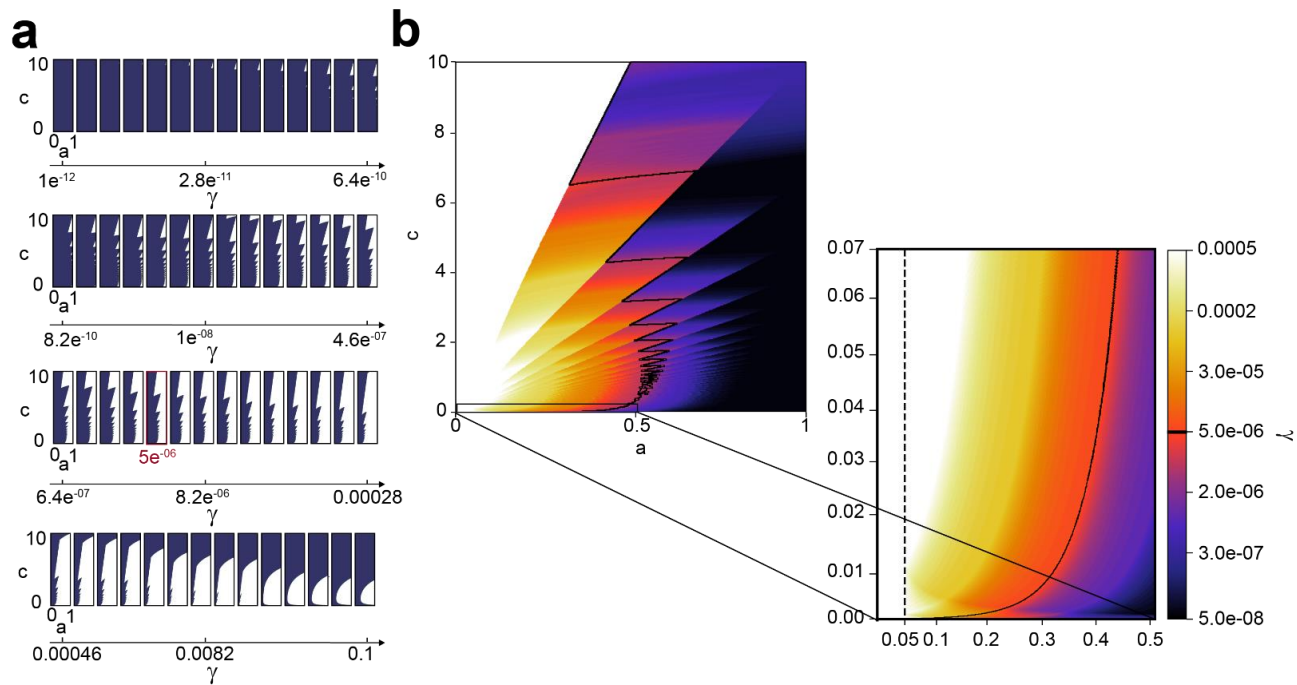 a
10
c
0
0 1
a
1e-12 2.8e-11 6.4e-10
γ
10
c
0
0 1
a
8.2e-10 1e-08 4.6e-07
γ
10
c
0
0 1
a
5e-06
6.4e-07 8.2e-06 0.00028
γ
10
c
0
0 1
a
0.00046 0.0082 0.1
γ
b
10
8
6
c
4
2
0
0 0.5 1
a
0.07
0.06
0.05
0.04
0.03
0.02
0.01
0.00
0.05 0.1 0.2 0.3 0.4 0.5
0.0005
0.0002
3.0e-05
5.0e-06
2.0e-06
3.0e-07
5.0e-08
γ